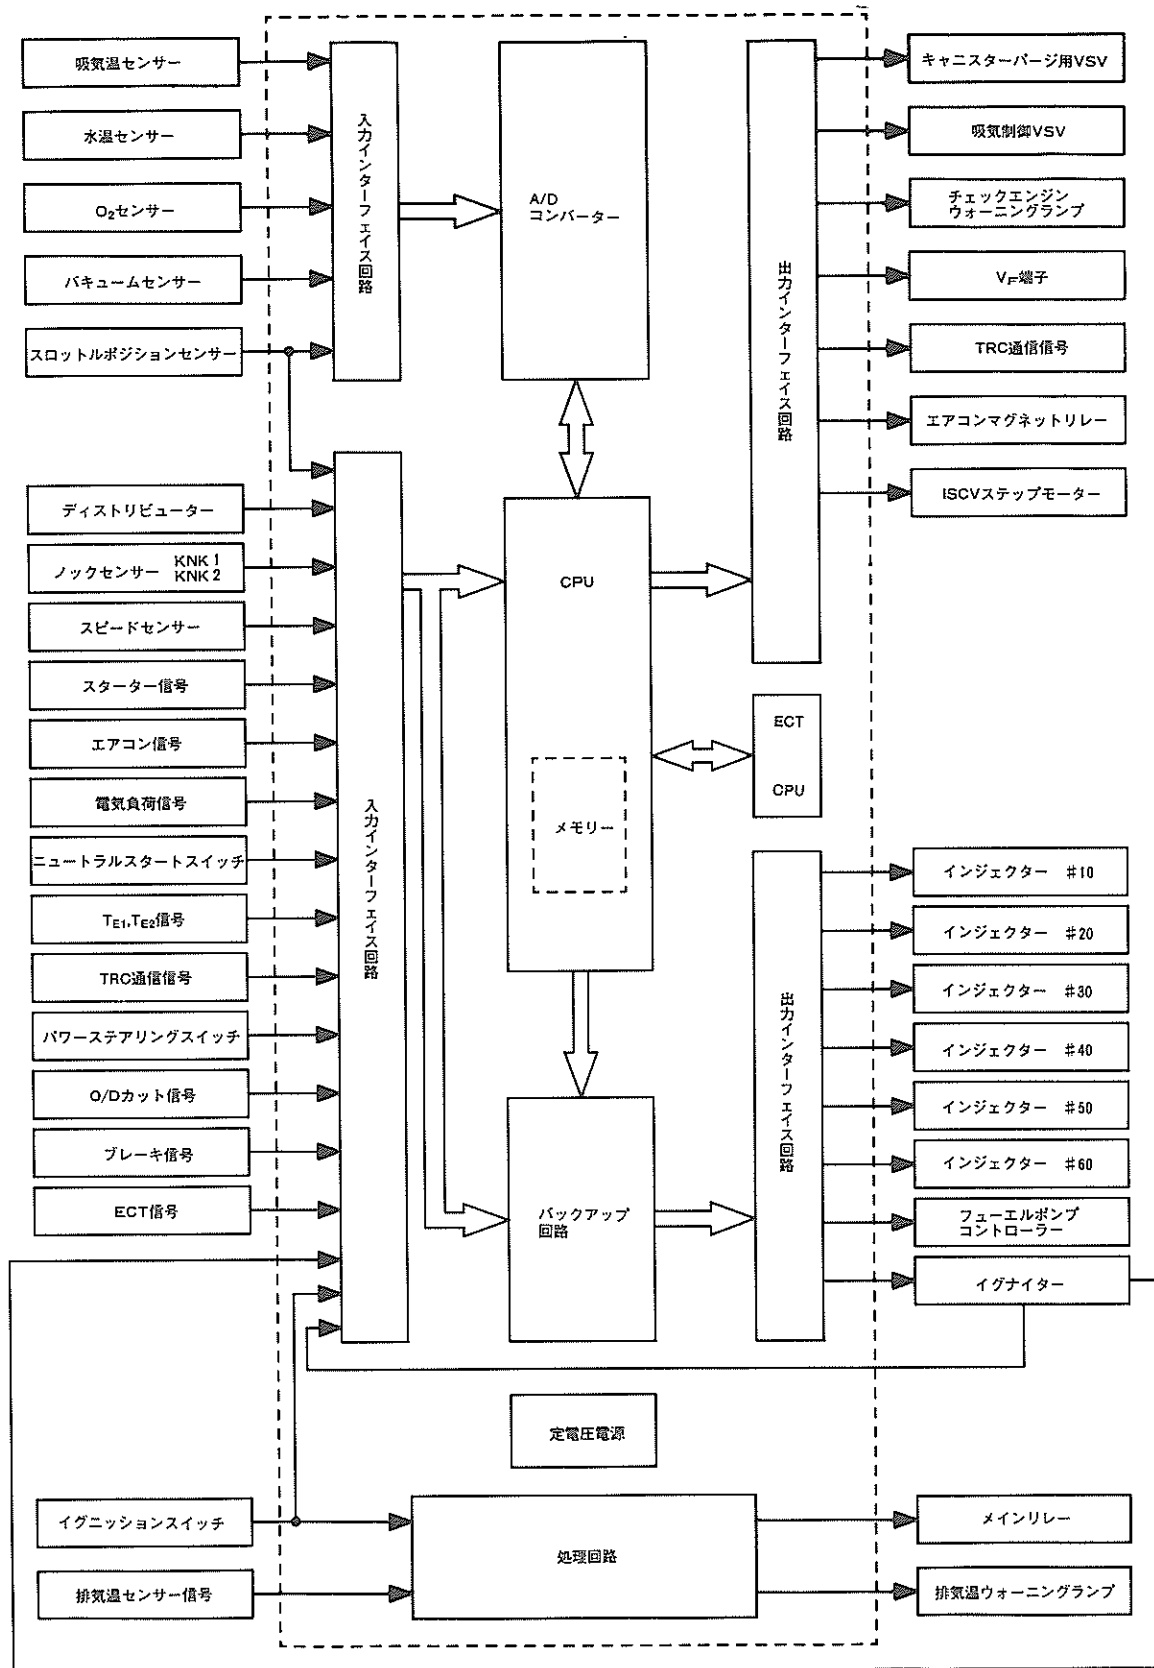 吸気温センサー
水温センサー
O₂センサー
バキュームセンサー
スロットルポジションセンサー
ディストリビューター
ノックセンサー KNK 1
KNK 2
スピードセンサー
スターター信号
エアコン信号
電気負荷信号
ニュートラルスタートスイッチ
TE1,TE2信号
TRC通信信号
パワーステアリングスイッチ
O/Dカット信号
ブレーキ信号
ECT信号
イグニッションスイッチ
排気温センサー信号
入力インターフェイス回路
入力インターフェイス回路
A/D
コンバーター
CPU
メモリー
バックアップ
回路
定電圧電源
処理回路
出力インターフェイス回路
ECT
CPU
出力インターフェイス回路
キャニスターパージ用VSV
吸気制御VSV
チェックエンジン
ウォーニングランプ
VF端子
TRC通信信号
エアコンマグネットリレー
ISCVステップモーター
インジェクター #10
インジェクター #20
インジェクター #30
インジェクター #40
インジェクター #50
インジェクター #60
フューエルポンプ
コントローラー
イグナイター
メインリレー
排気温ウォーニングランプ